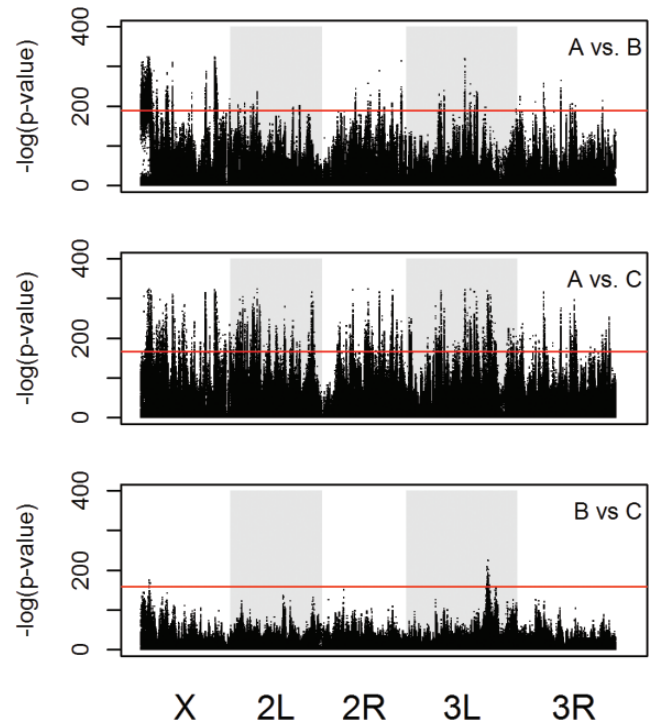 400
A vs. B
200
0
-log(p-value)
400
A vs. C
200
0
-log(p-value)
400
B vs C
200
0
-log(p-value)
X 2L 2R 3L 3R